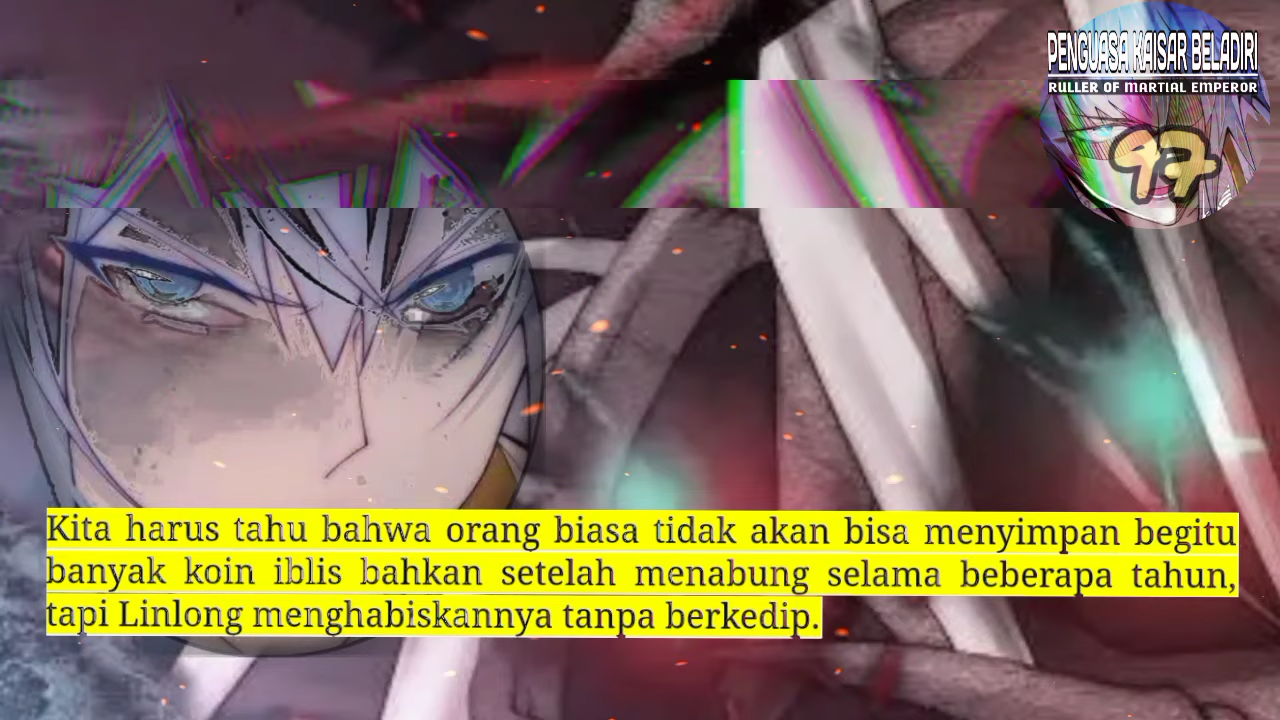 PENGUASA KAISAR BELADIRI
RULLER OF MARTIAL EMPEROR
97
Kita harus tahu bahwa orang biasa tidak akan bisa menyimpan begitu
banyak koin iblis bahkan setelah menabung selama beberapa tahun,
tapi Linlong menghabiskannya tanpa berkedip.